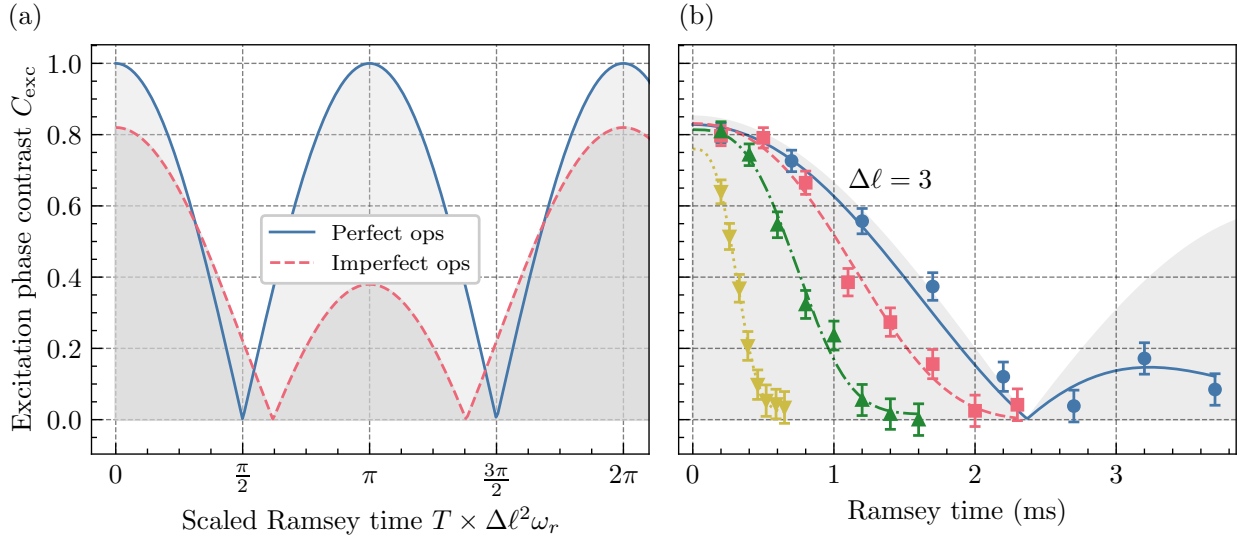 (a)
(b)
Excitation phase contrast C_exc
1.0
0.8
0.6
0.4
0.2
0.0
Perfect ops
Imperfect ops
0
π/2
π
3π/2
2π
Scaled Ramsey time T × Δℓ²ω_r
Δℓ = 3
0
1
2
3
Ramsey time (ms)